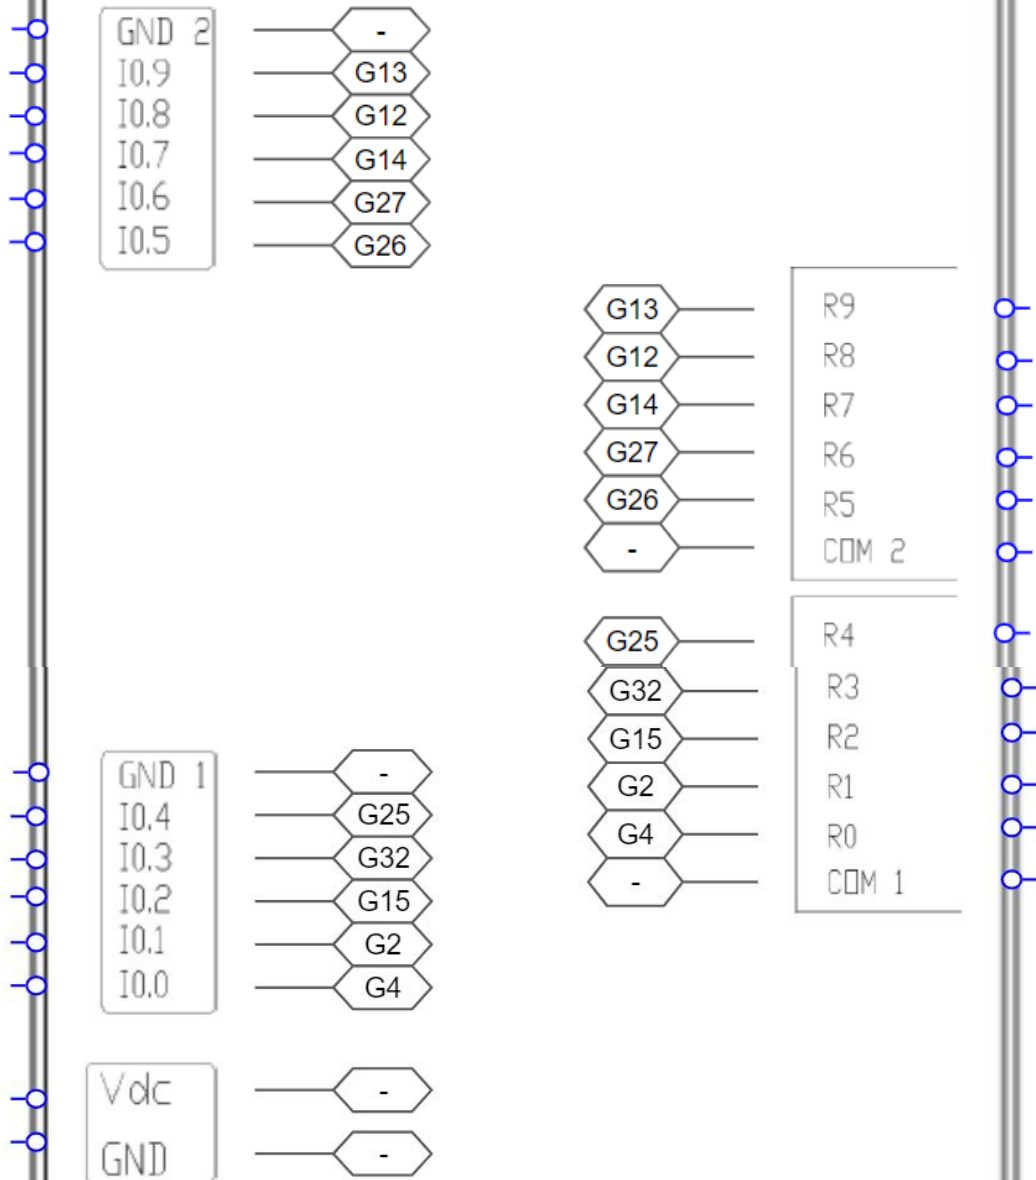 GND 2 -
I0.9 G13
I0.8 G12
I0.7 G14
I0.6 G27
I0.5 G26
G13 R9
G12 R8
G14 R7
G27 R6
G26 R5
- COM 2
G25 R4
G32 R3
G15 R2
G2 R1
G4 R0
- COM 1
GND 1 -
I0.4 G25
I0.3 G32
I0.2 G15
I0.1 G2
I0.0 G4
Vdc -
GND -